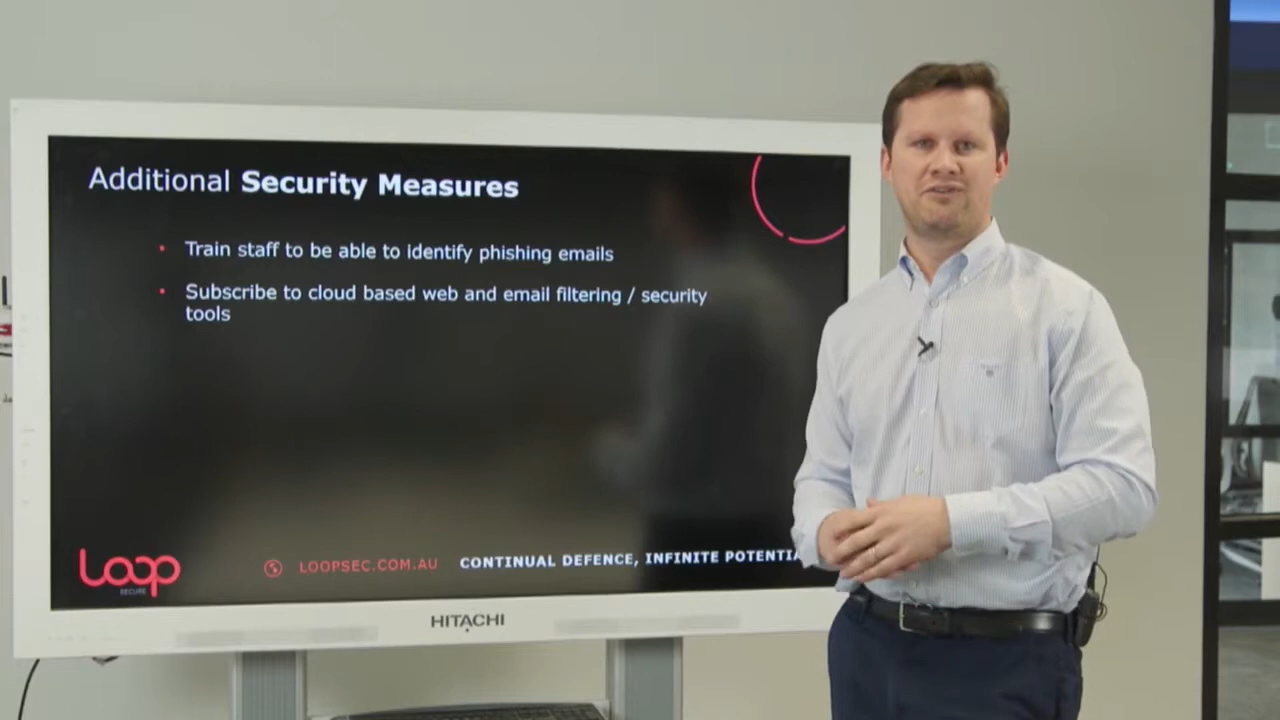 Additional Security Measures
• Train staff to be able to identify phishing emails
• Subscribe to cloud based web and email filtering / security
tools
Loop
SECURE
LOOPSEC.COM.AU
CONTINUAL DEFENCE, INFINITE
HITACHI